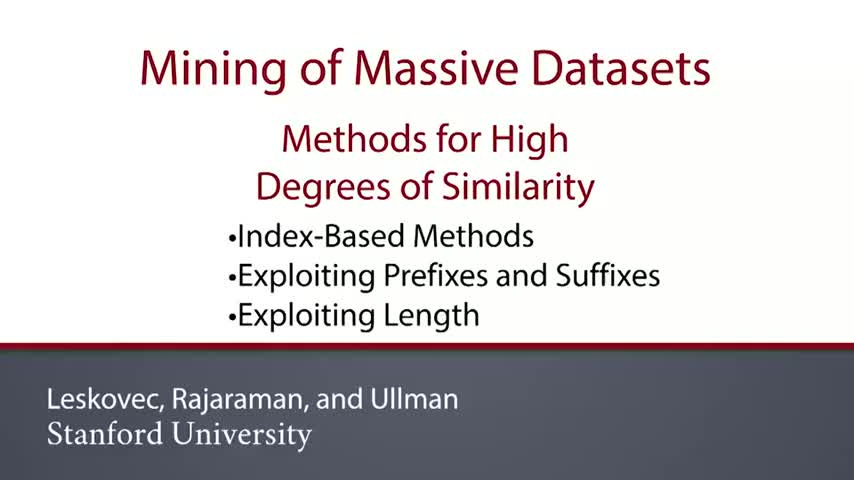 Mining of Massive Datasets
Methods for High
Degrees of Similarity
•Index-Based Methods
•Exploiting Prefixes and Suffixes
•Exploiting Length
Leskovec, Rajaraman, and Ullman
Stanford University